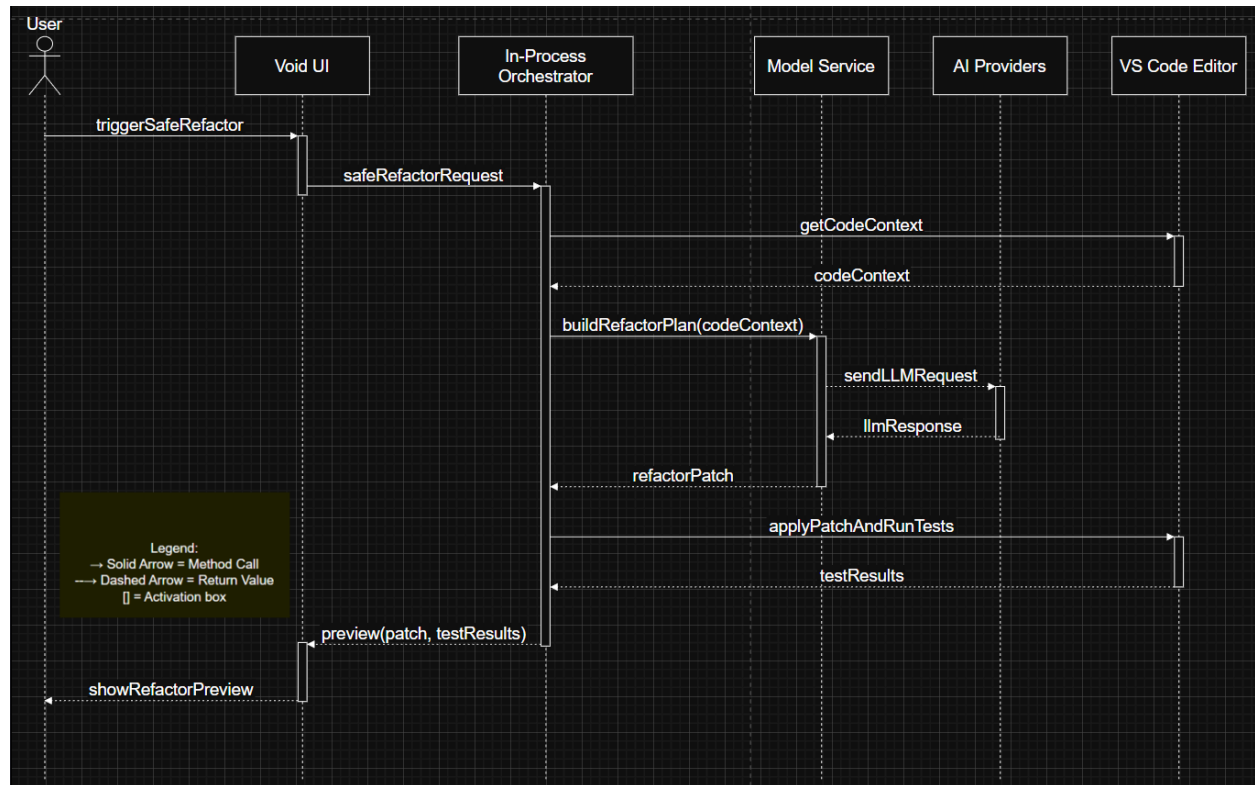 User
Void UI
In-Process
Orchestrator
Model Service
AI Providers
VS Code Editor
triggerSafeRefactor
safeRefactorRequest
getCodeContext
codeContext
buildRefactorPlan(codeContext)
sendLLMRequest
llmResponse
refactorPatch
applyPatchAndRunTests
testResults
Legend:
→ Solid Arrow = Method Call
---→ Dashed Arrow = Return Value
[] = Activation box
preview(patch, testResults)
showRefactorPreview